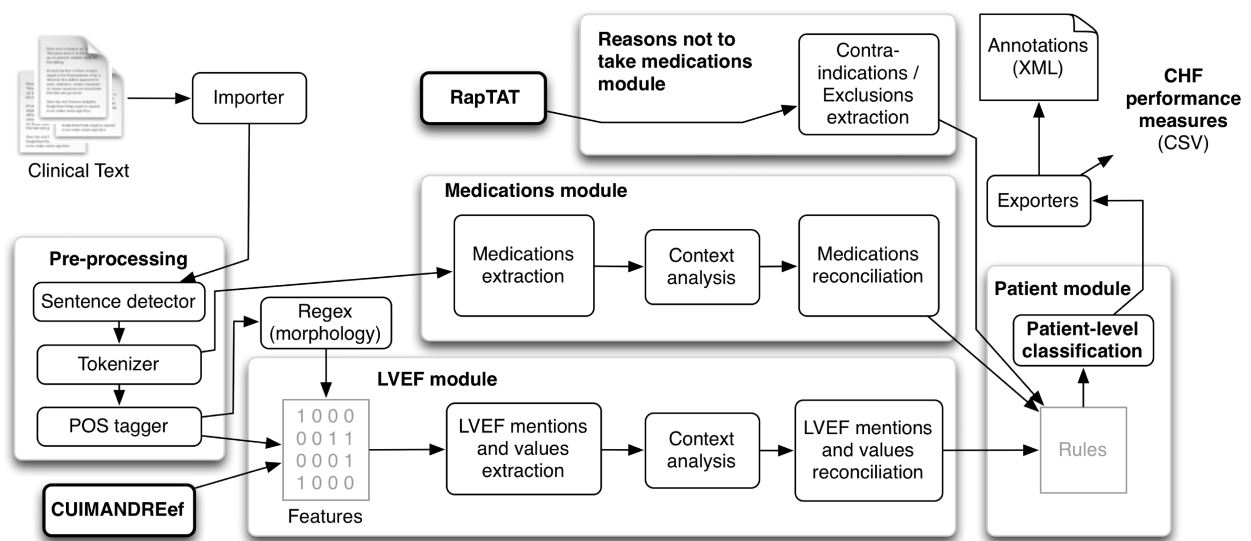 Clinical Text
Importer
RapTAT
Reasons not to
take medications
module
Contra-
indications /
Exclusions
extraction
Annotations
(XML)
CHF
performance
measures
(CSV)
Exporters
Medications module
Medications
extraction
Context
analysis
Medications
reconciliation
Pre-processing
Sentence detector
Tokenizer
POS tagger
CUIMANDREef
Regex
(morphology)
LVEF module
1 0 0 0
0 0 1 1
0 0 0 1
1 0 0 0
Features
LVEF mentions
and values
extraction
Context
analysis
LVEF mentions
and values
reconciliation
Patient module
Patient-level
classification
Rules